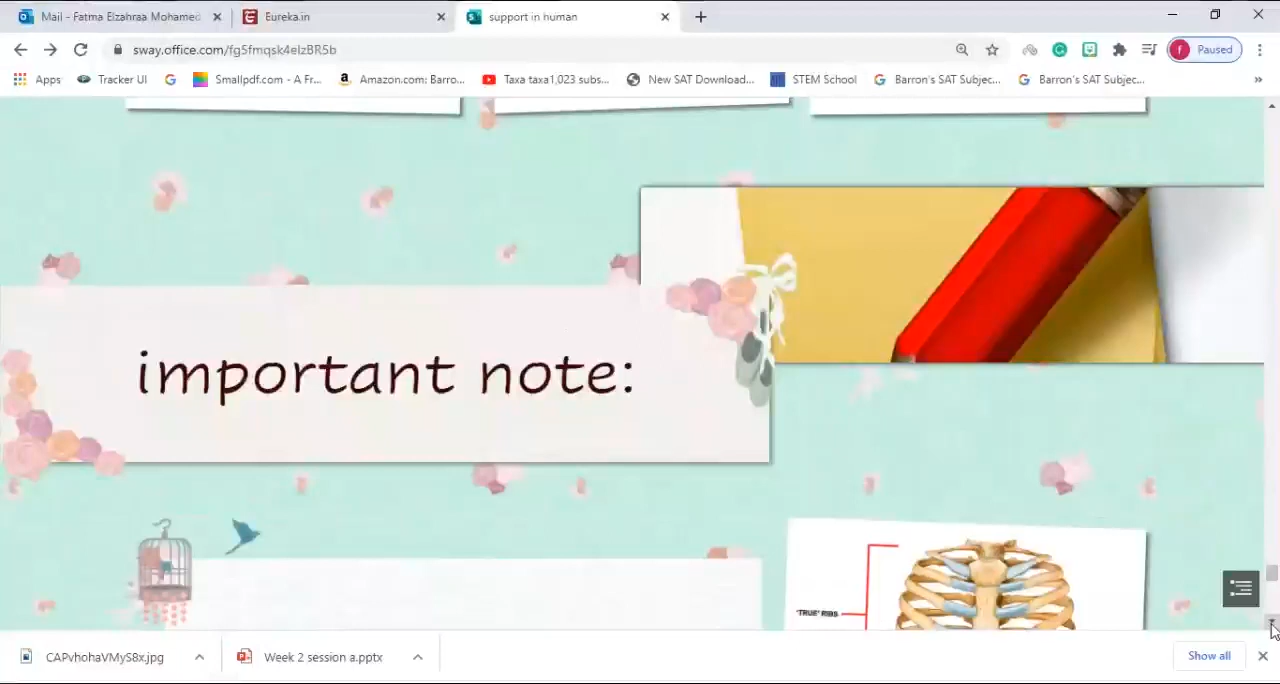 Mail - Fatma Elzahraa Mohamed
Eureka.in
support in human
sway.office.com/fg5fmqsk4elzBR5b
Paused
Apps
Tracker UI
Smallpdf.com - A Fr...
Amazon.com: Barro...
Taxa taxa1,023 subs...
New SAT Download...
STEM School
Barron's SAT Subjec...
Barron's SAT Subjec...
important note:
'TRUE' RIBS
CAPvhohaVMyS8x.jpg
Week 2 session a.pptx
Show all